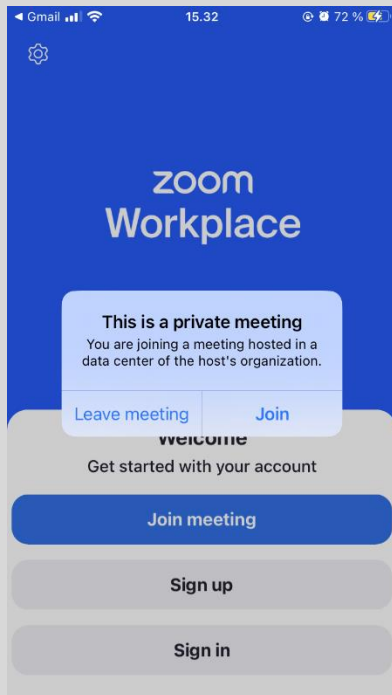 Gmail
15.32
72 %
zoom
Workplace
This is a private meeting
You are joining a meeting hosted in a
data center of the host's organization.
Leave meeting
Join
Welcome
Get started with your account
Join meeting
Sign up
Sign in